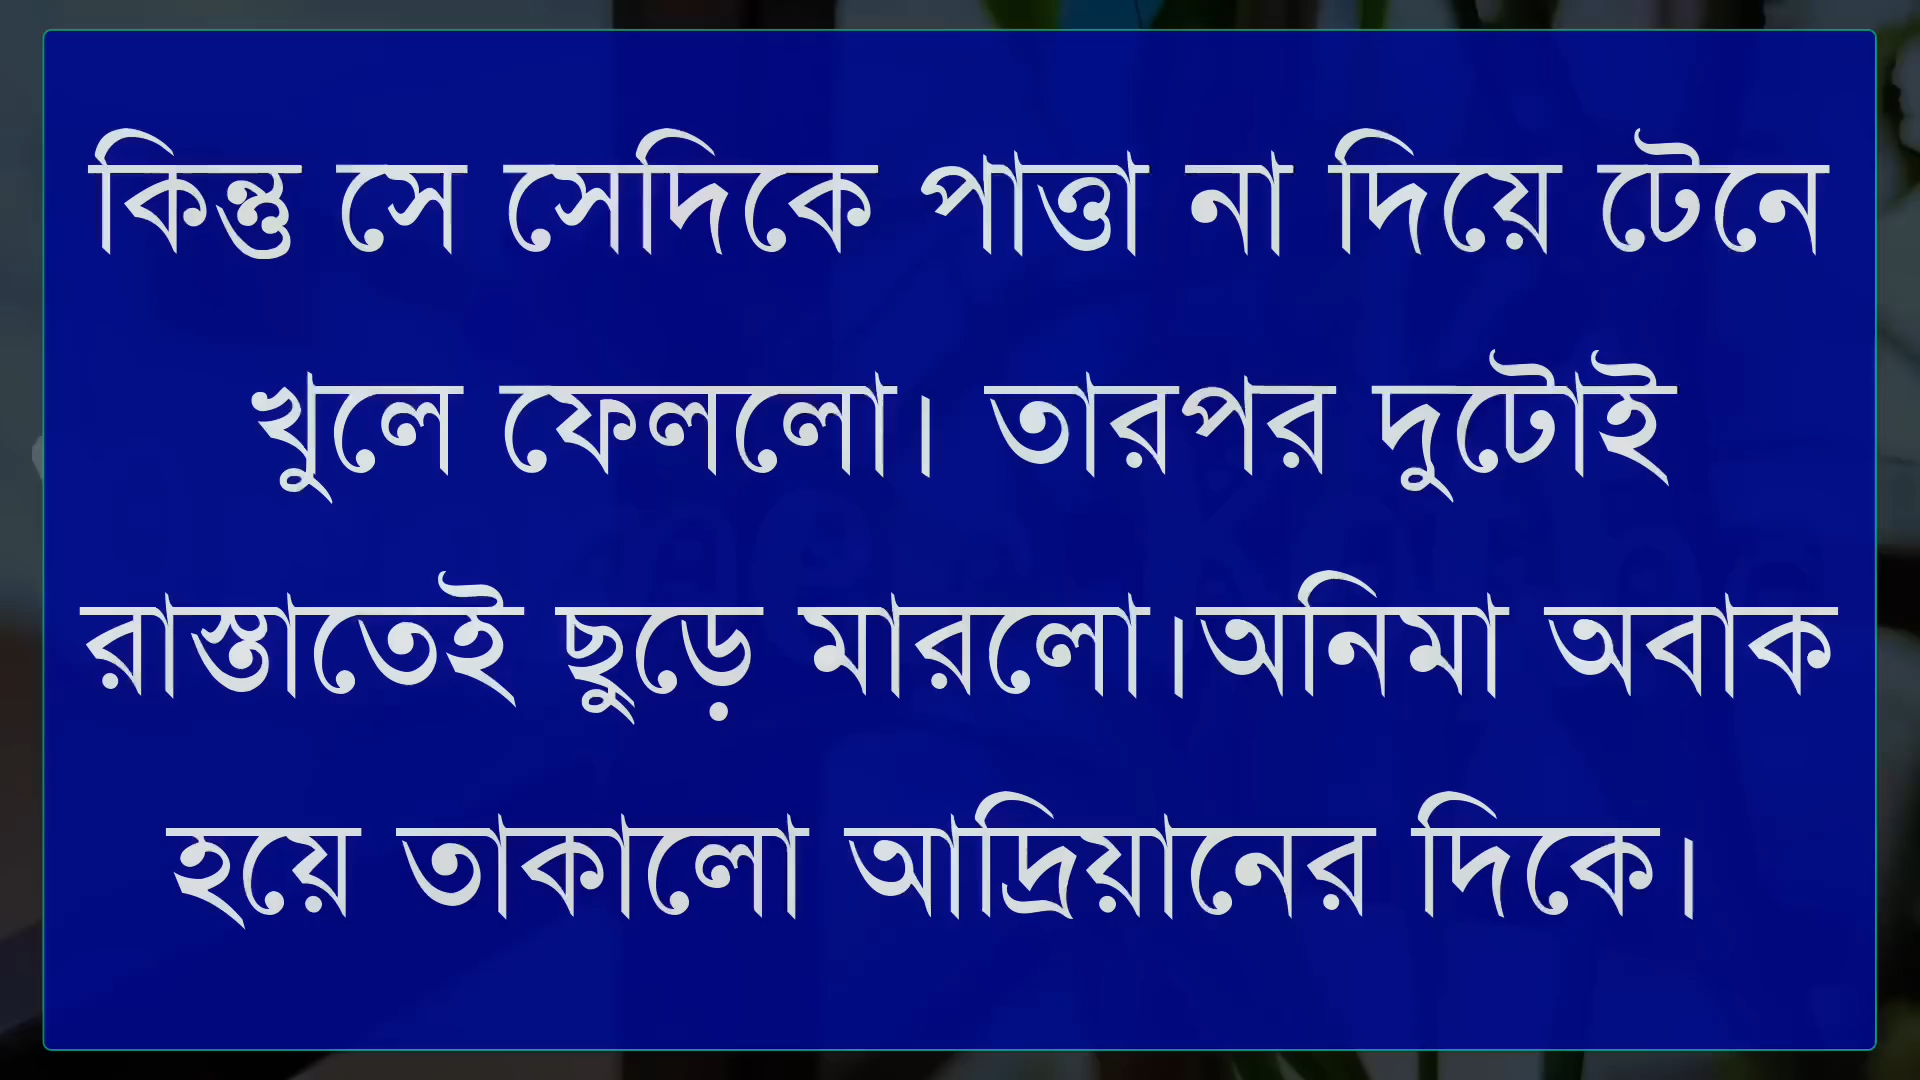 কিন্তু সে সেদিকে পাত্তা না দিয়ে টেনে
খুলে ফেললো। তারপর দুটোই
রাস্তাতেই ছুড়ে মারলো।অনিমা অবাক
হয়ে তাকালো আদ্রিয়ানের দিকে।